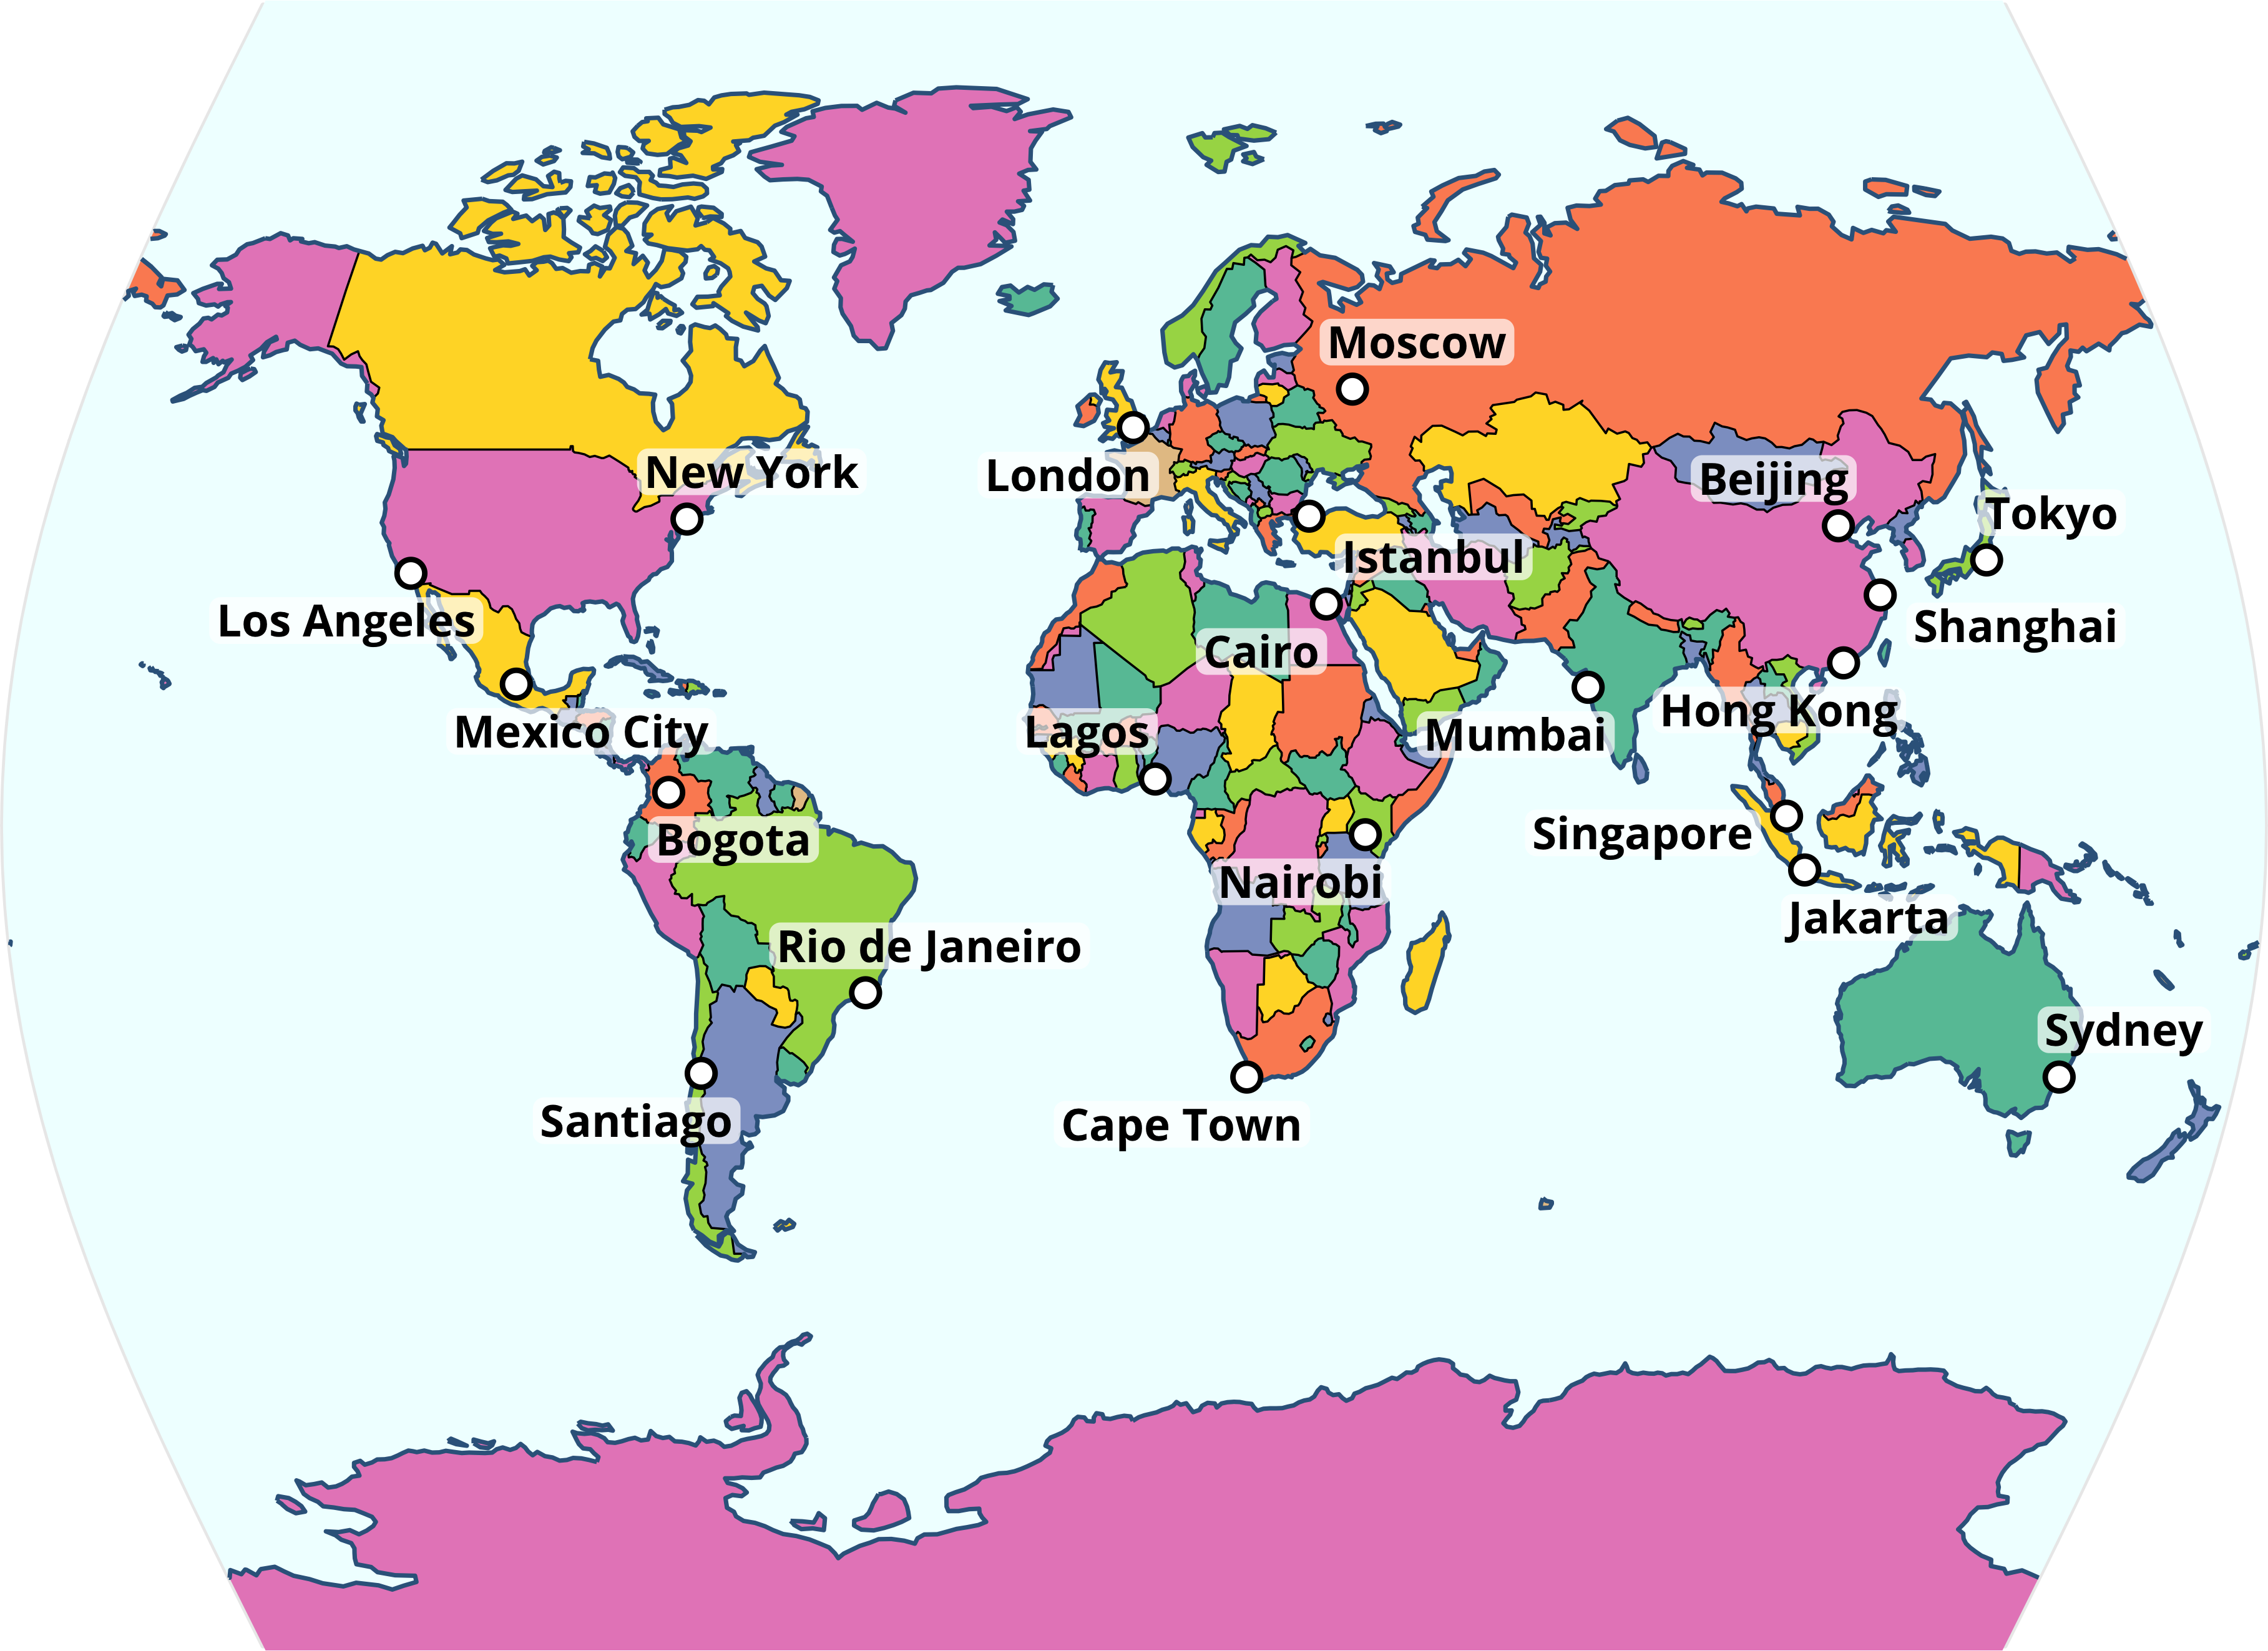 Moscow
New York
London
Beijing
Tokyo
Istanbul
Los Angeles
Cairo
Shanghai
Mexico City
Lagos
Mumbai
Hong Kong
Bogota
Singapore
Nairobi
Jakarta
Rio de Janeiro
Sydney
Santiago
Cape Town